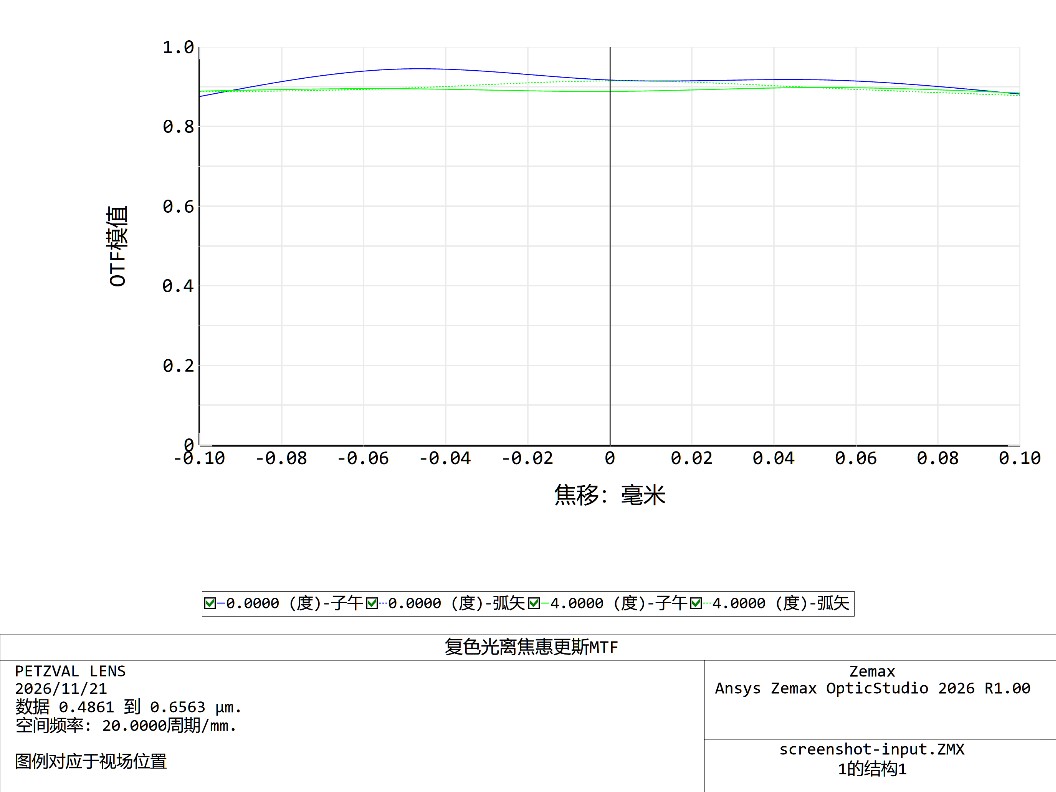 1.0
0.8
0.6
0.4
0.2
0
OTF模值
-0.10 -0.08 -0.06 -0.04 -0.02 0 0.02 0.04 0.06 0.08 0.10
焦移: 毫米
0.0000 (度)-子午 0.0000 (度)-弧矢 4.0000 (度)-子午 4.0000 (度)-弧矢
复色光离焦惠更斯MTF
PETZVAL LENS
2026/11/21
数据 0.4861 到 0.6563 µm.
空间频率: 20.0000周期/mm.
图例对应于视场位置
Zemax
Ansys Zemax OpticStudio 2026 R1.00
screenshot-input.ZMX
1的结构1